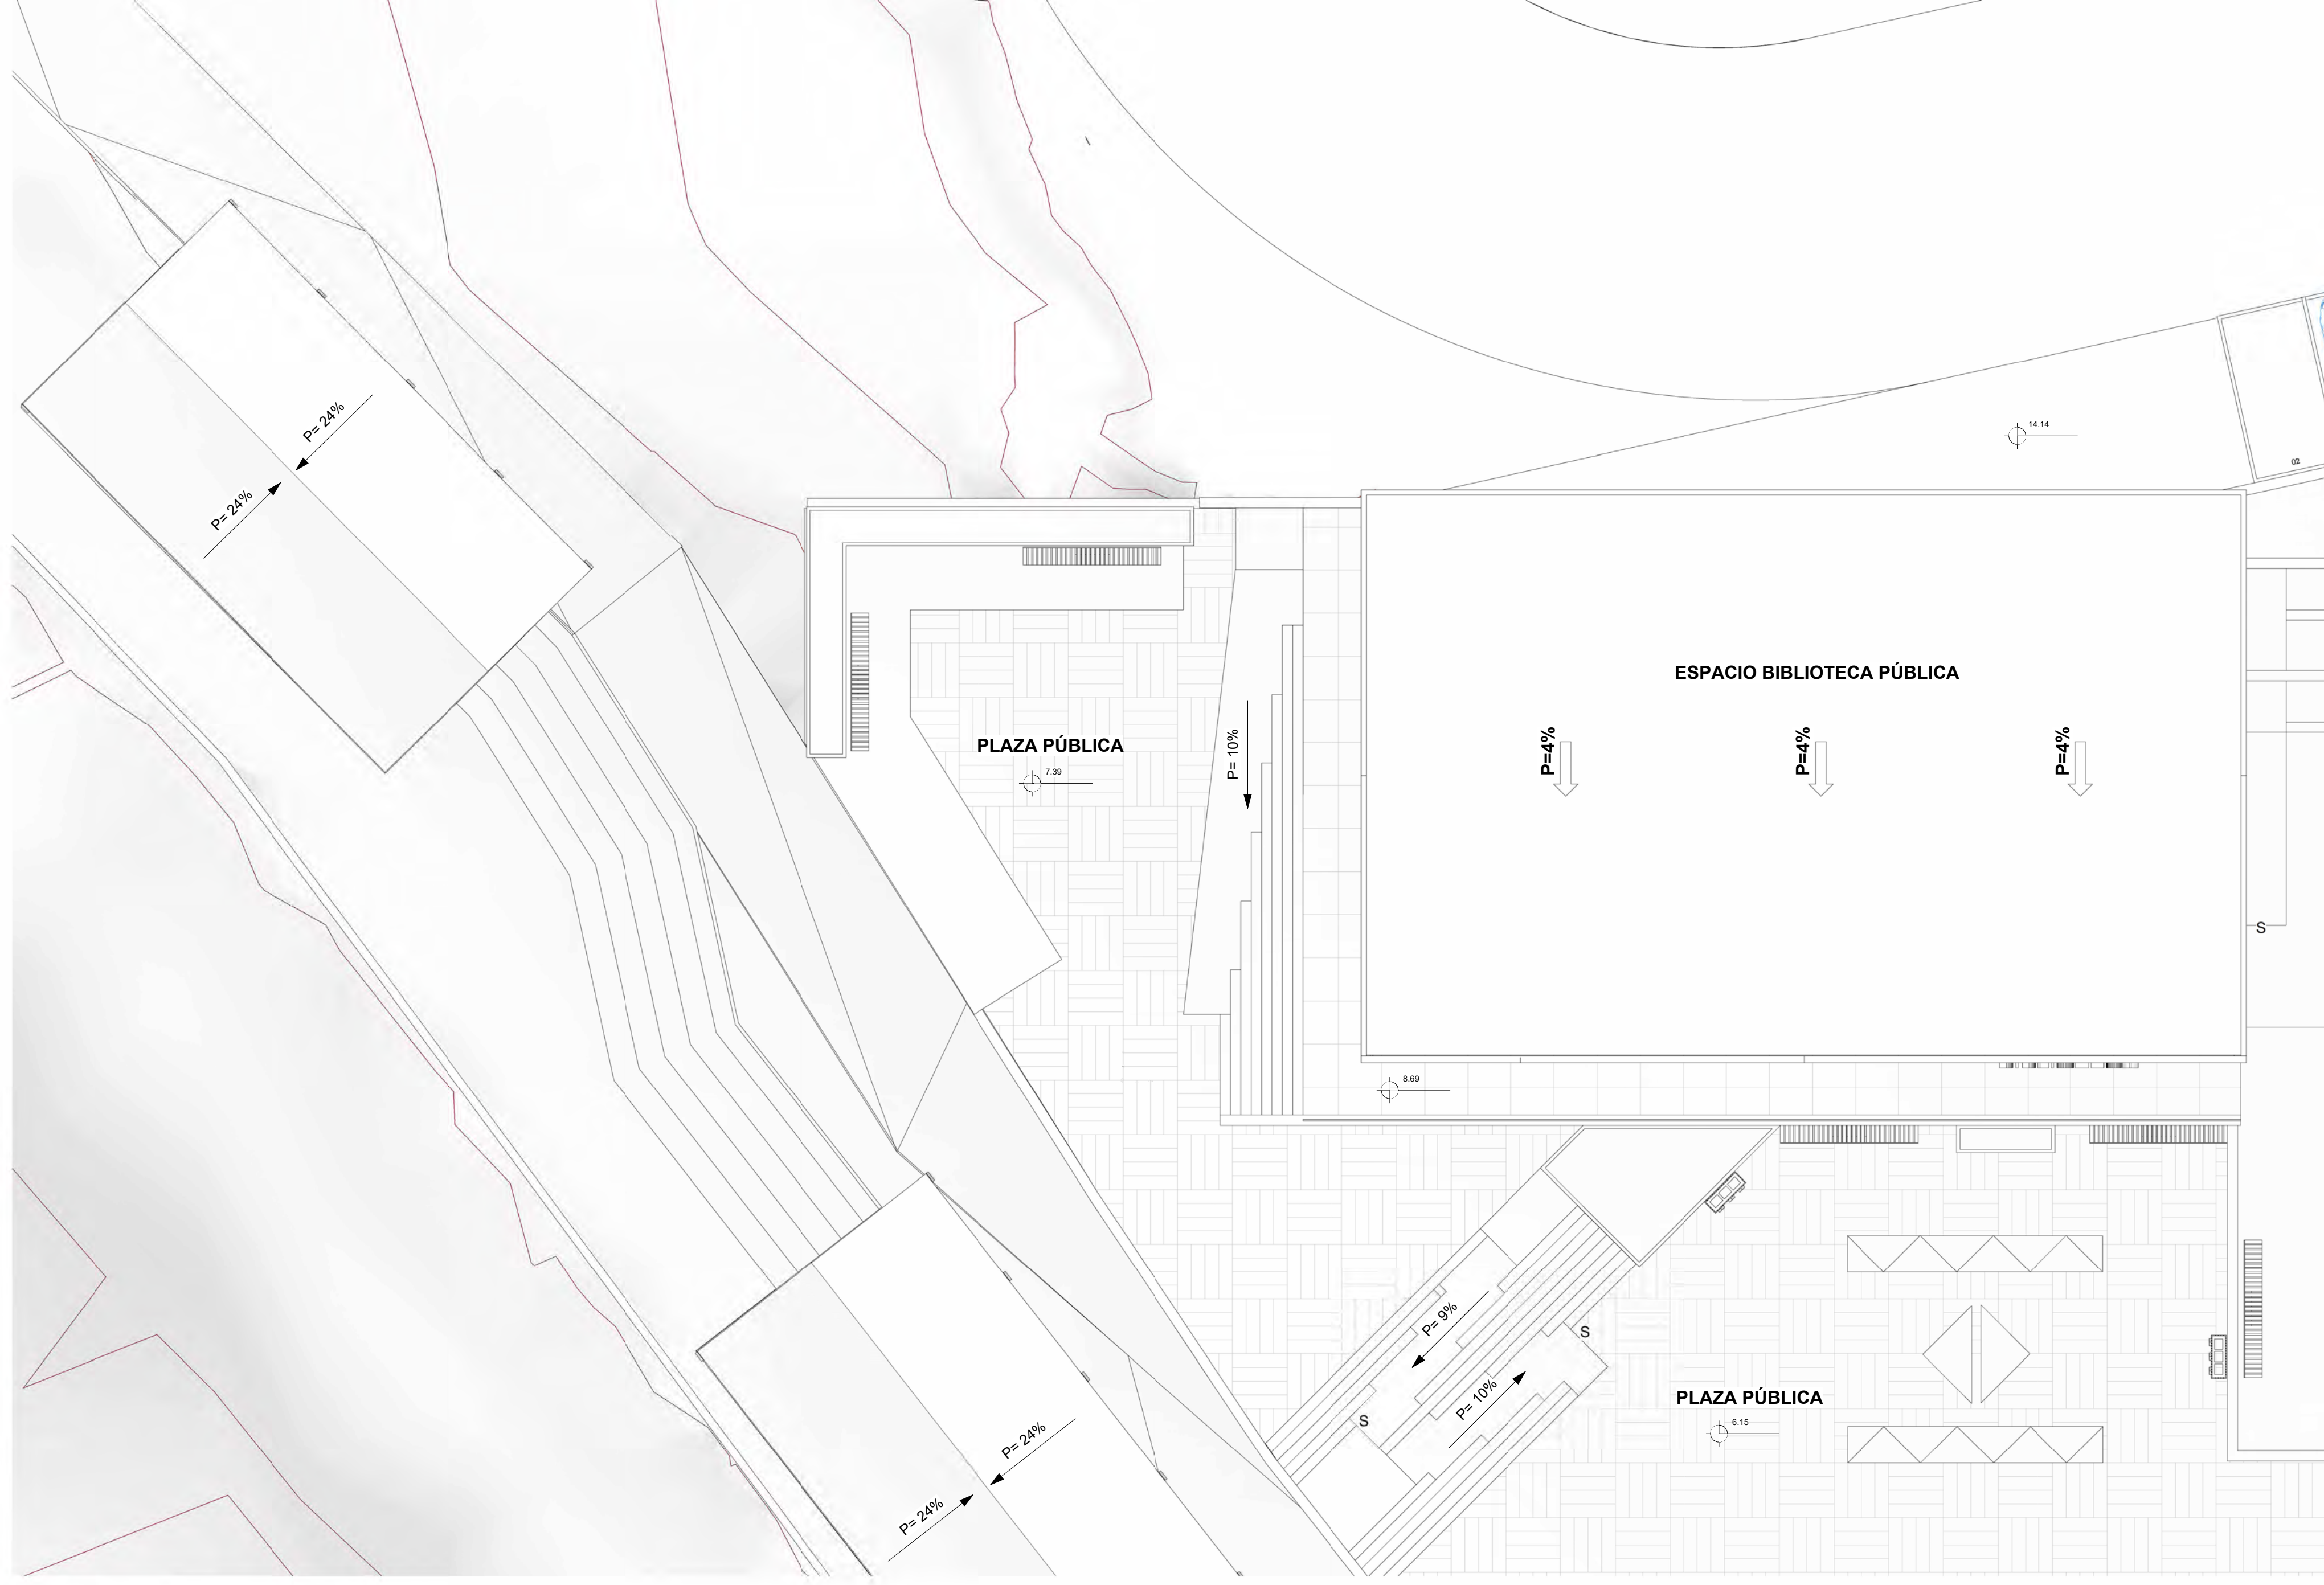 P= 24%
P= 24%
14.14
02
ESPACIO BIBLIOTECA PÚBLICA
PLAZA PÚBLICA
7.39
P= 10%
P=4%
P=4%
P=4%
S
8.69
P= 9%
S
P= 10%
S
PLAZA PÚBLICA
6.15
P= 24%
P= 24%